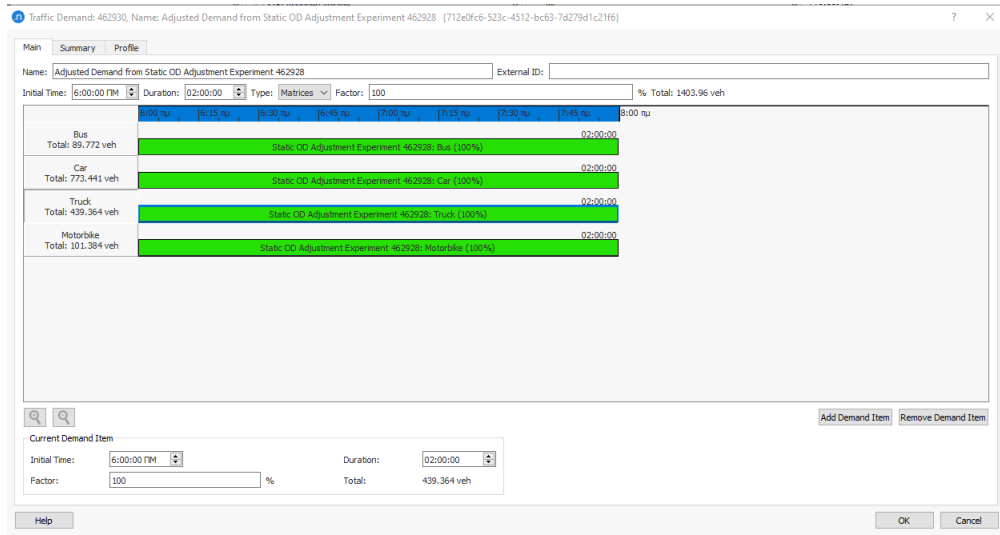 Traffic Demand: 462930, Name: Adjusted Demand from Static OD Adjustment Experiment 462928 {712e0fc6-523c-4512-bc63-7d279d1c21f6}
Main Summary Profile
Name: Adjusted Demand from Static OD Adjustment Experiment 462928 External ID:
Initial Time: 6:00:00 ΠΜ Duration: 02:00:00 Type: Matrices Factor: 100 % Total: 1403.96 veh
6:00 πμ 6:15 πμ 6:30 πμ 6:45 πμ 7:00 πμ 7:15 πμ 7:30 πμ 7:45 πμ 8:00 πμ
Bus 02:00:00
Total: 89.772 veh Static OD Adjustment Experiment 462928: Bus (100%)
Car 02:00:00
Total: 773.441 veh Static OD Adjustment Experiment 462928: Car (100%)
Truck 02:00:00
Total: 439.364 veh Static OD Adjustment Experiment 462928: Truck (100%)
Motorbike 02:00:00
Total: 101.384 veh Static OD Adjustment Experiment 462928: Motorbike (100%)
Add Demand Item Remove Demand Item
Current Demand Item
Initial Time: 6:00:00 ΠΜ Duration: 02:00:00
Factor: 100 % Total: 439.364 veh
Help OK Cancel